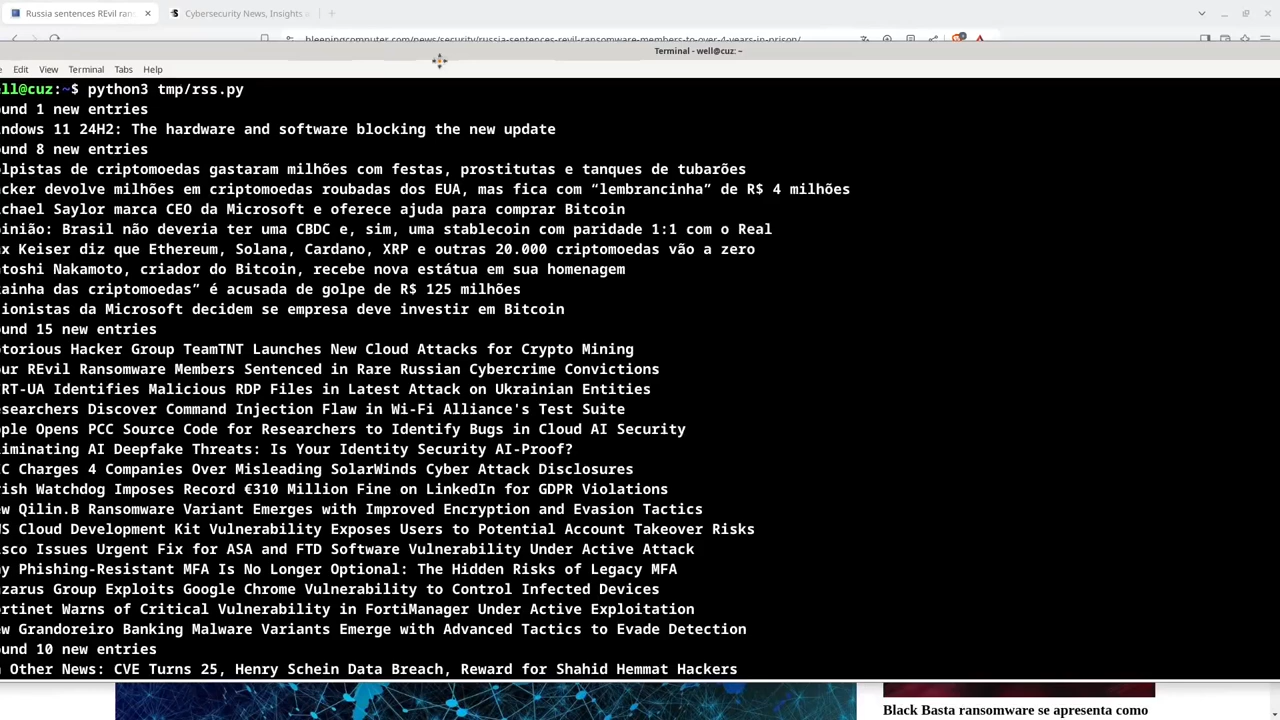 Russia sentences REvil ran
Cybersecurity News, Insights
bleepingcomputer.com/news/security/russia-sentences-revil-ransomware-members-to-over-4-years-in-prison/
Terminal - well@cuz: ~
Edit View Terminal Tabs Help
ll@cuz:~$ python3 tmp/rss.py
und 1 new entries
ndows 11 24H2: The hardware and software blocking the new update
und 8 new entries
lpistas de criptomoedas gastaram milhões com festas, prostitutas e tanques de tubarões
cker devolve milhões em criptomoedas roubadas dos EUA, mas fica com “lembrancinha” de R$ 4 milhões
chael Saylor marca CEO da Microsoft e oferece ajuda para comprar Bitcoin
inião: Brasil não deveria ter uma CBDC e, sim, uma stablecoin com paridade 1:1 com o Real
x Keiser diz que Ethereum, Solana, Cardano, XRP e outras 20.000 criptomoedas vão a zero
toshi Nakamoto, criador do Bitcoin, recebe nova estátua em sua homenagem
ainha das criptomoedas” é acusada de golpe de R$ 125 milhões
ionistas da Microsoft decidem se empresa deve investir em Bitcoin
und 15 new entries
torious Hacker Group TeamTNT Launches New Cloud Attacks for Crypto Mining
ur REvil Ransomware Members Sentenced in Rare Russian Cybercrime Convictions
RT-UA Identifies Malicious RDP Files in Latest Attack on Ukrainian Entities
searchers Discover Command Injection Flaw in Wi-Fi Alliance's Test Suite
ple Opens PCC Source Code for Researchers to Identify Bugs in Cloud AI Security
iminating AI Deepfake Threats: Is Your Identity Security AI-Proof?
C Charges 4 Companies Over Misleading SolarWinds Cyber Attack Disclosures
ish Watchdog Imposes Record €310 Million Fine on LinkedIn for GDPR Violations
w Qilin.B Ransomware Variant Emerges with Improved Encryption and Evasion Tactics
S Cloud Development Kit Vulnerability Exposes Users to Potential Account Takeover Risks
sco Issues Urgent Fix for ASA and FTD Software Vulnerability Under Active Attack
y Phishing-Resistant MFA Is No Longer Optional: The Hidden Risks of Legacy MFA
zarus Group Exploits Google Chrome Vulnerability to Control Infected Devices
rtinet Warns of Critical Vulnerability in FortiManager Under Active Exploitation
w Grandoreiro Banking Malware Variants Emerge with Advanced Tactics to Evade Detection
und 10 new entries
Other News: CVE Turns 25, Henry Schein Data Breach, Reward for Shahid Hemmat Hackers
Black Basta ransomware se apresenta como